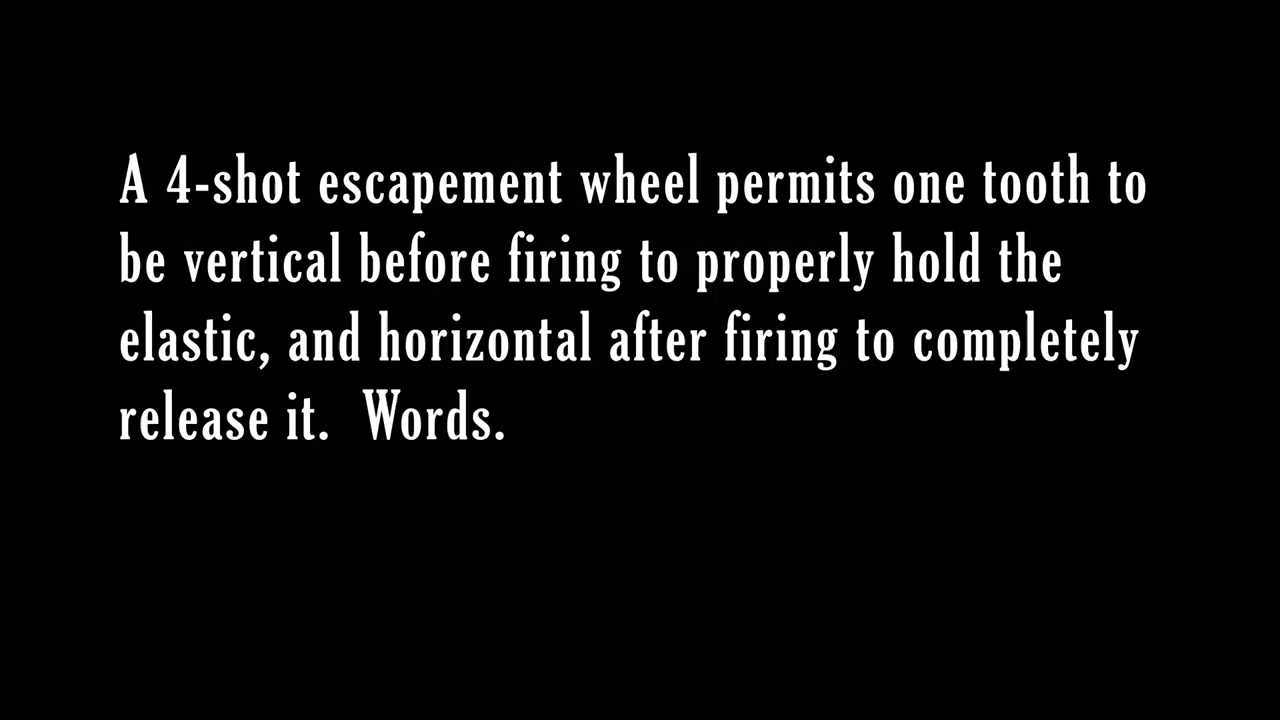 A 4-shot escapement wheel permits one tooth to
be vertical before firing to properly hold the
elastic, and horizontal after firing to completely
release it.  Words.